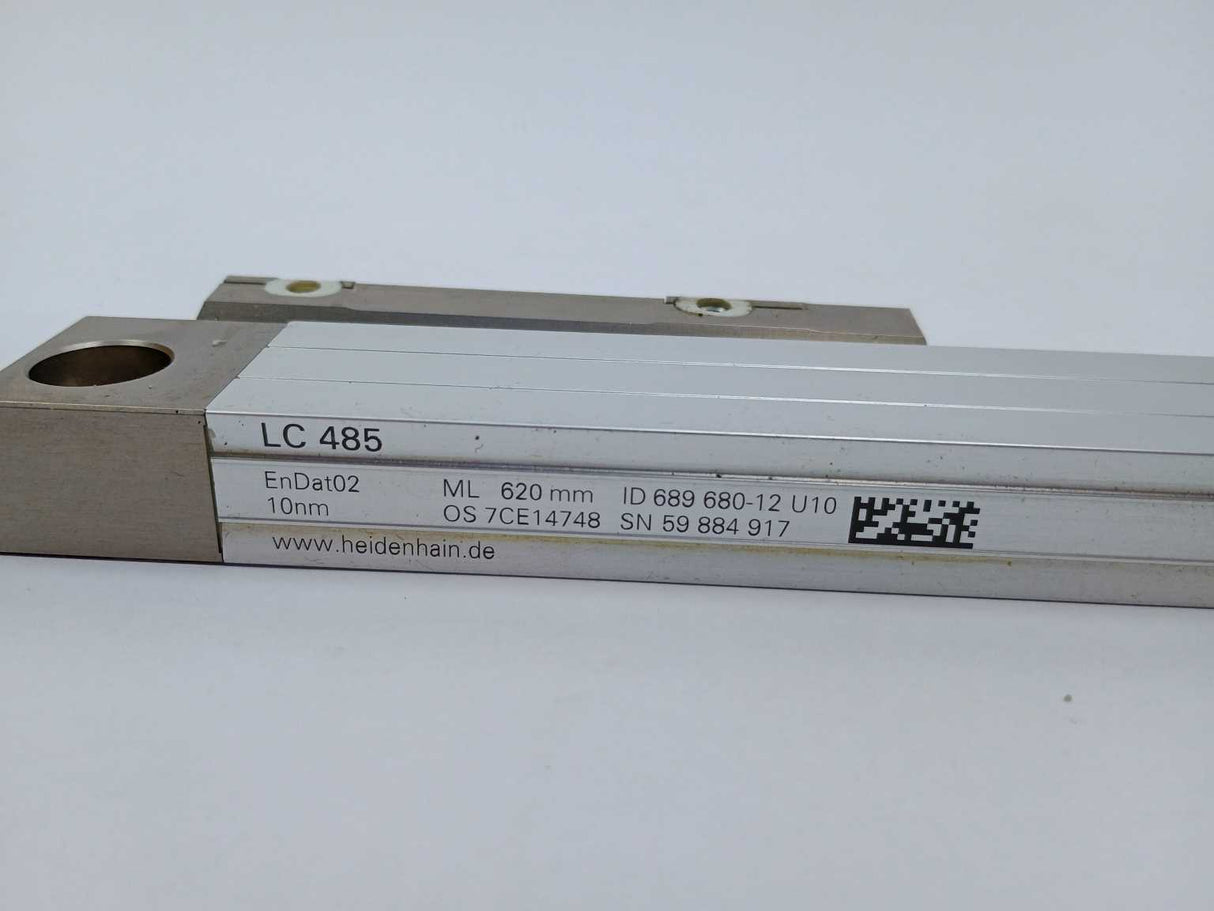 LC 485
EnDat02 ML 620 mm ID 689 680-12 U10
10nm OS 7CE14748 SN 59 884 917
www.heidenhain.de